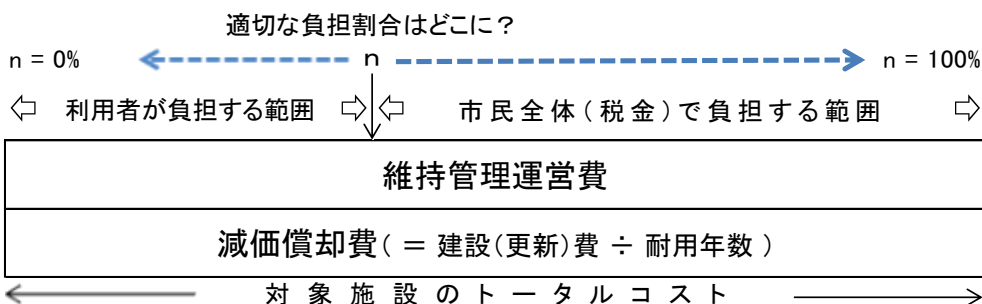 適切な負担割合はどこに？
n = 0% n n = 100%
利用者が負担する範囲 市民全体(税金)で負担する範囲
維持管理運営費
減価償却費( = 建設(更新)費 ÷ 耐用年数 )
対象施設のトータルコスト